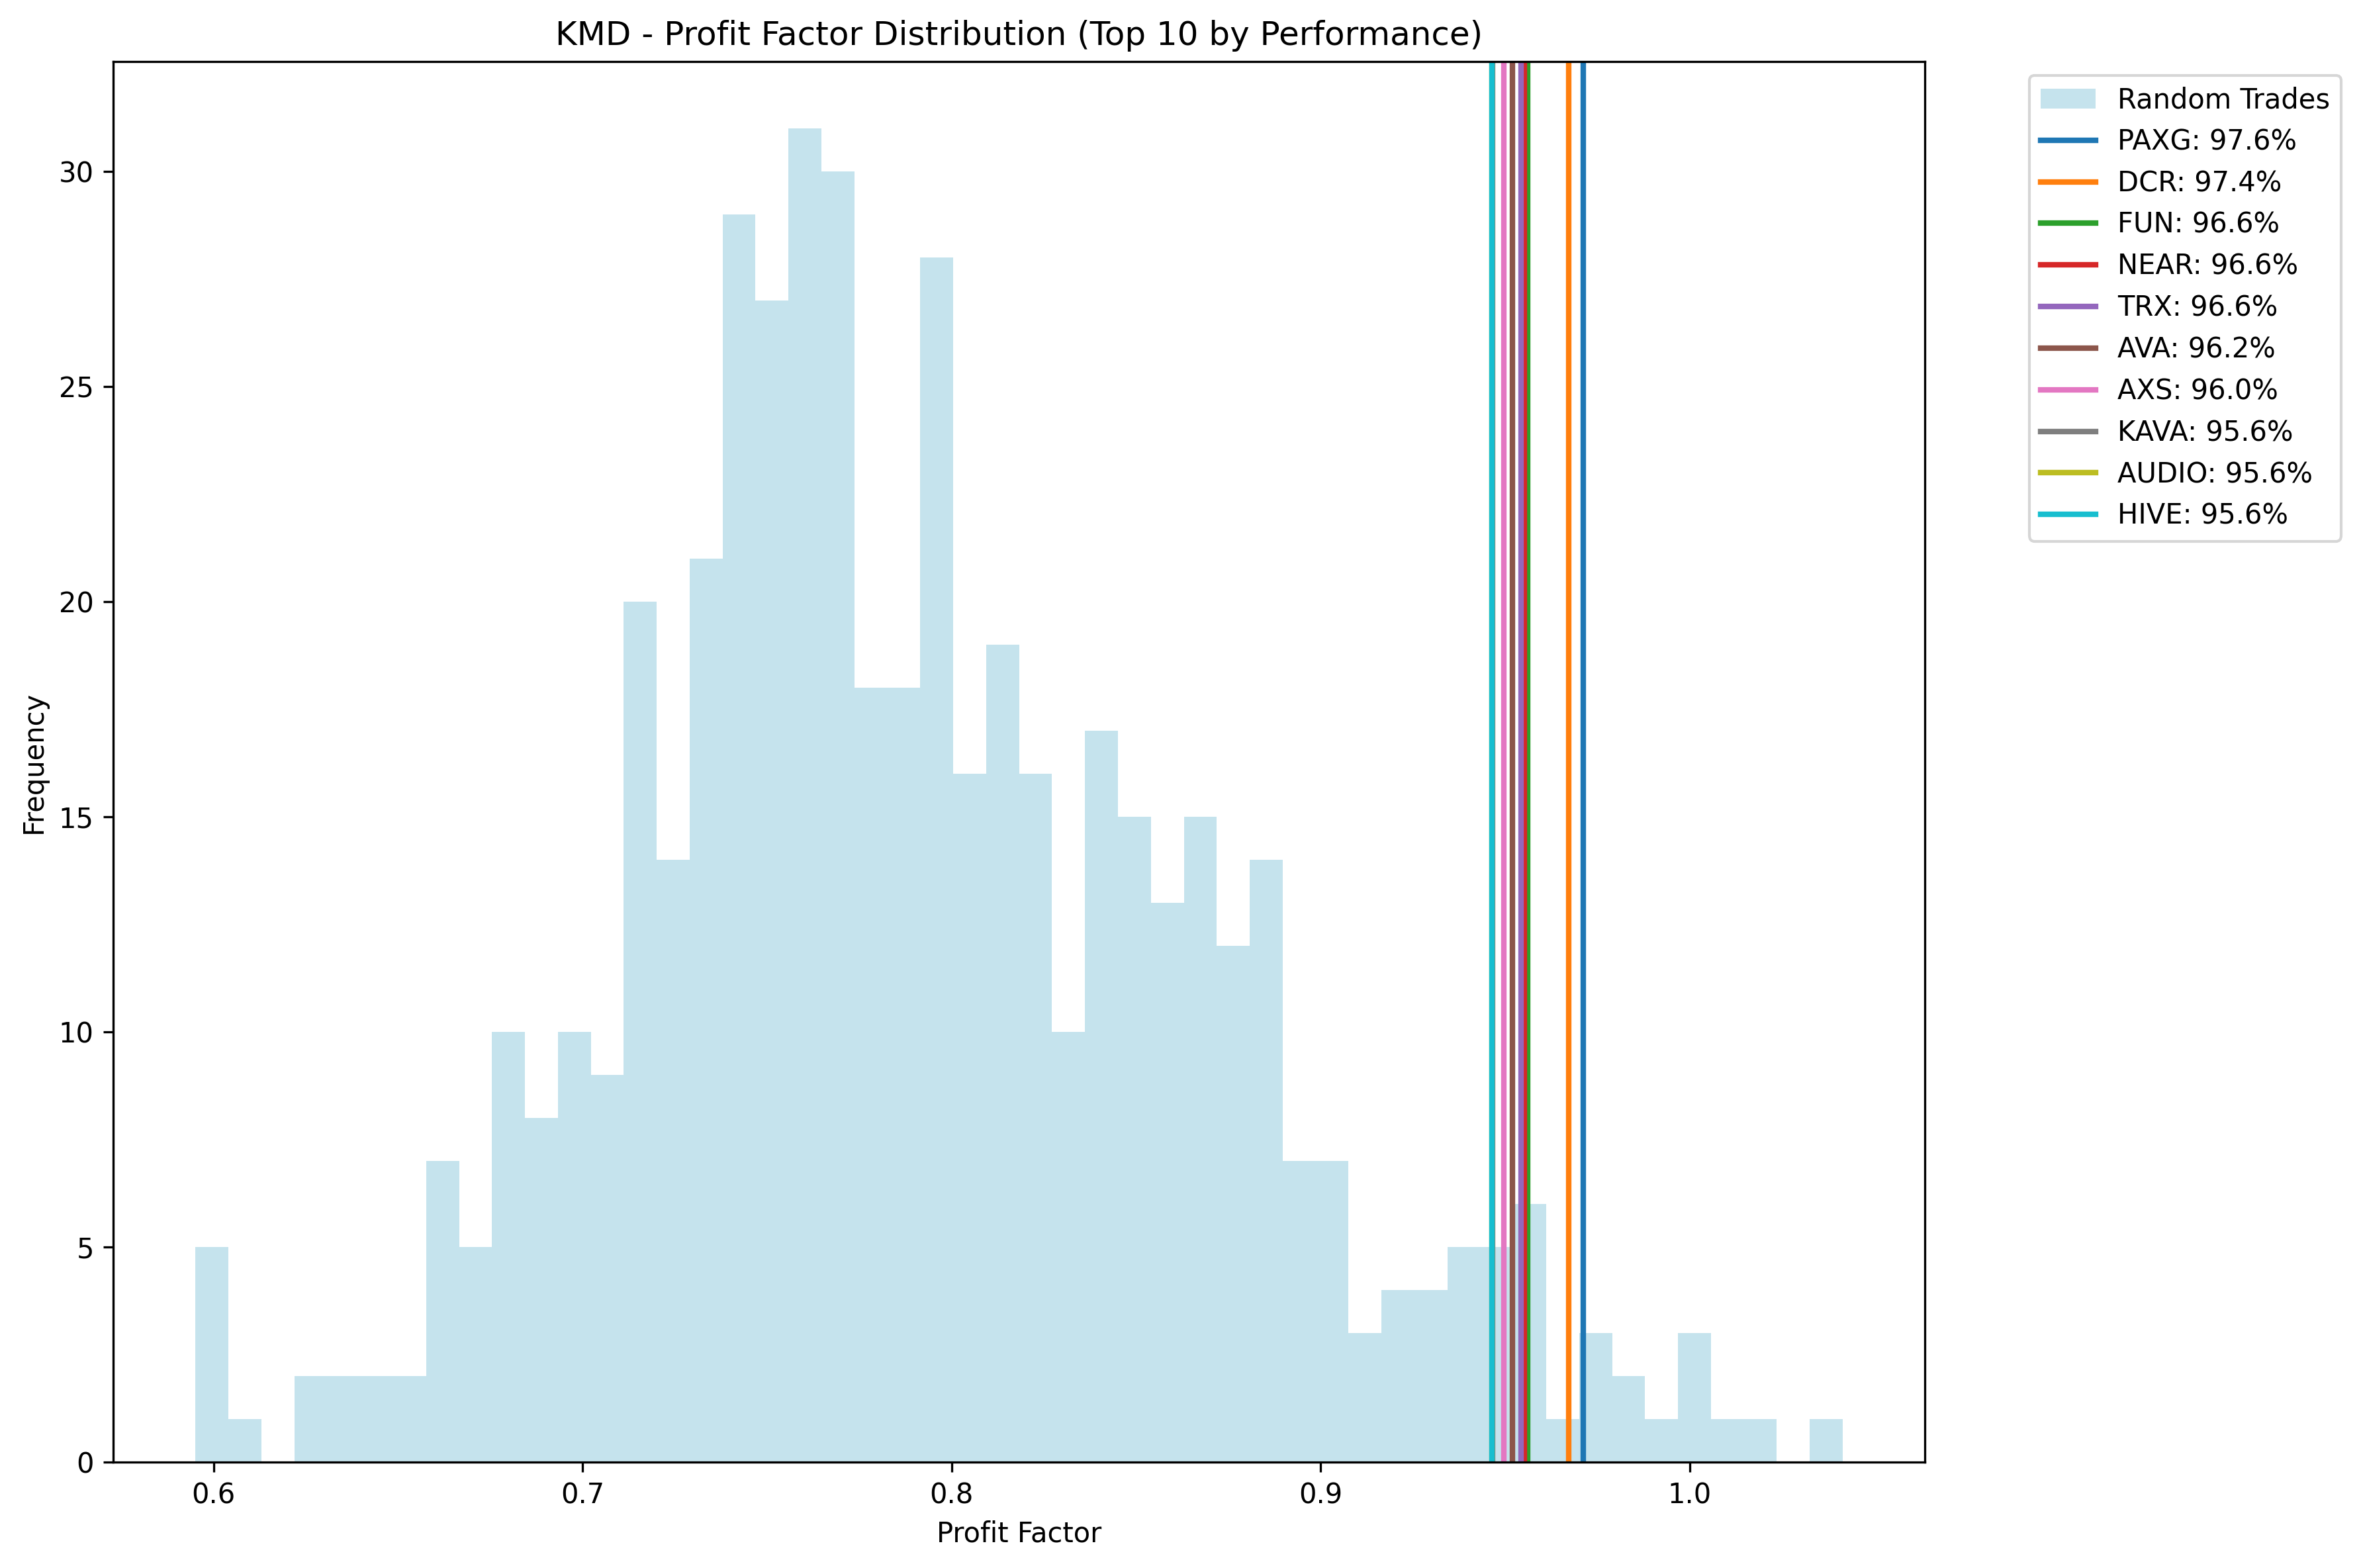 KMD - Profit Factor Distribution (Top 10 by Performance)
Frequency
30
25
20
15
10
5
0
0.6
0.7
0.8
0.9
1.0
Profit Factor
Random Trades
PAXG: 97.6%
DCR: 97.4%
FUN: 96.6%
NEAR: 96.6%
TRX: 96.6%
AVA: 96.2%
AXS: 96.0%
KAVA: 95.6%
AUDIO: 95.6%
HIVE: 95.6%